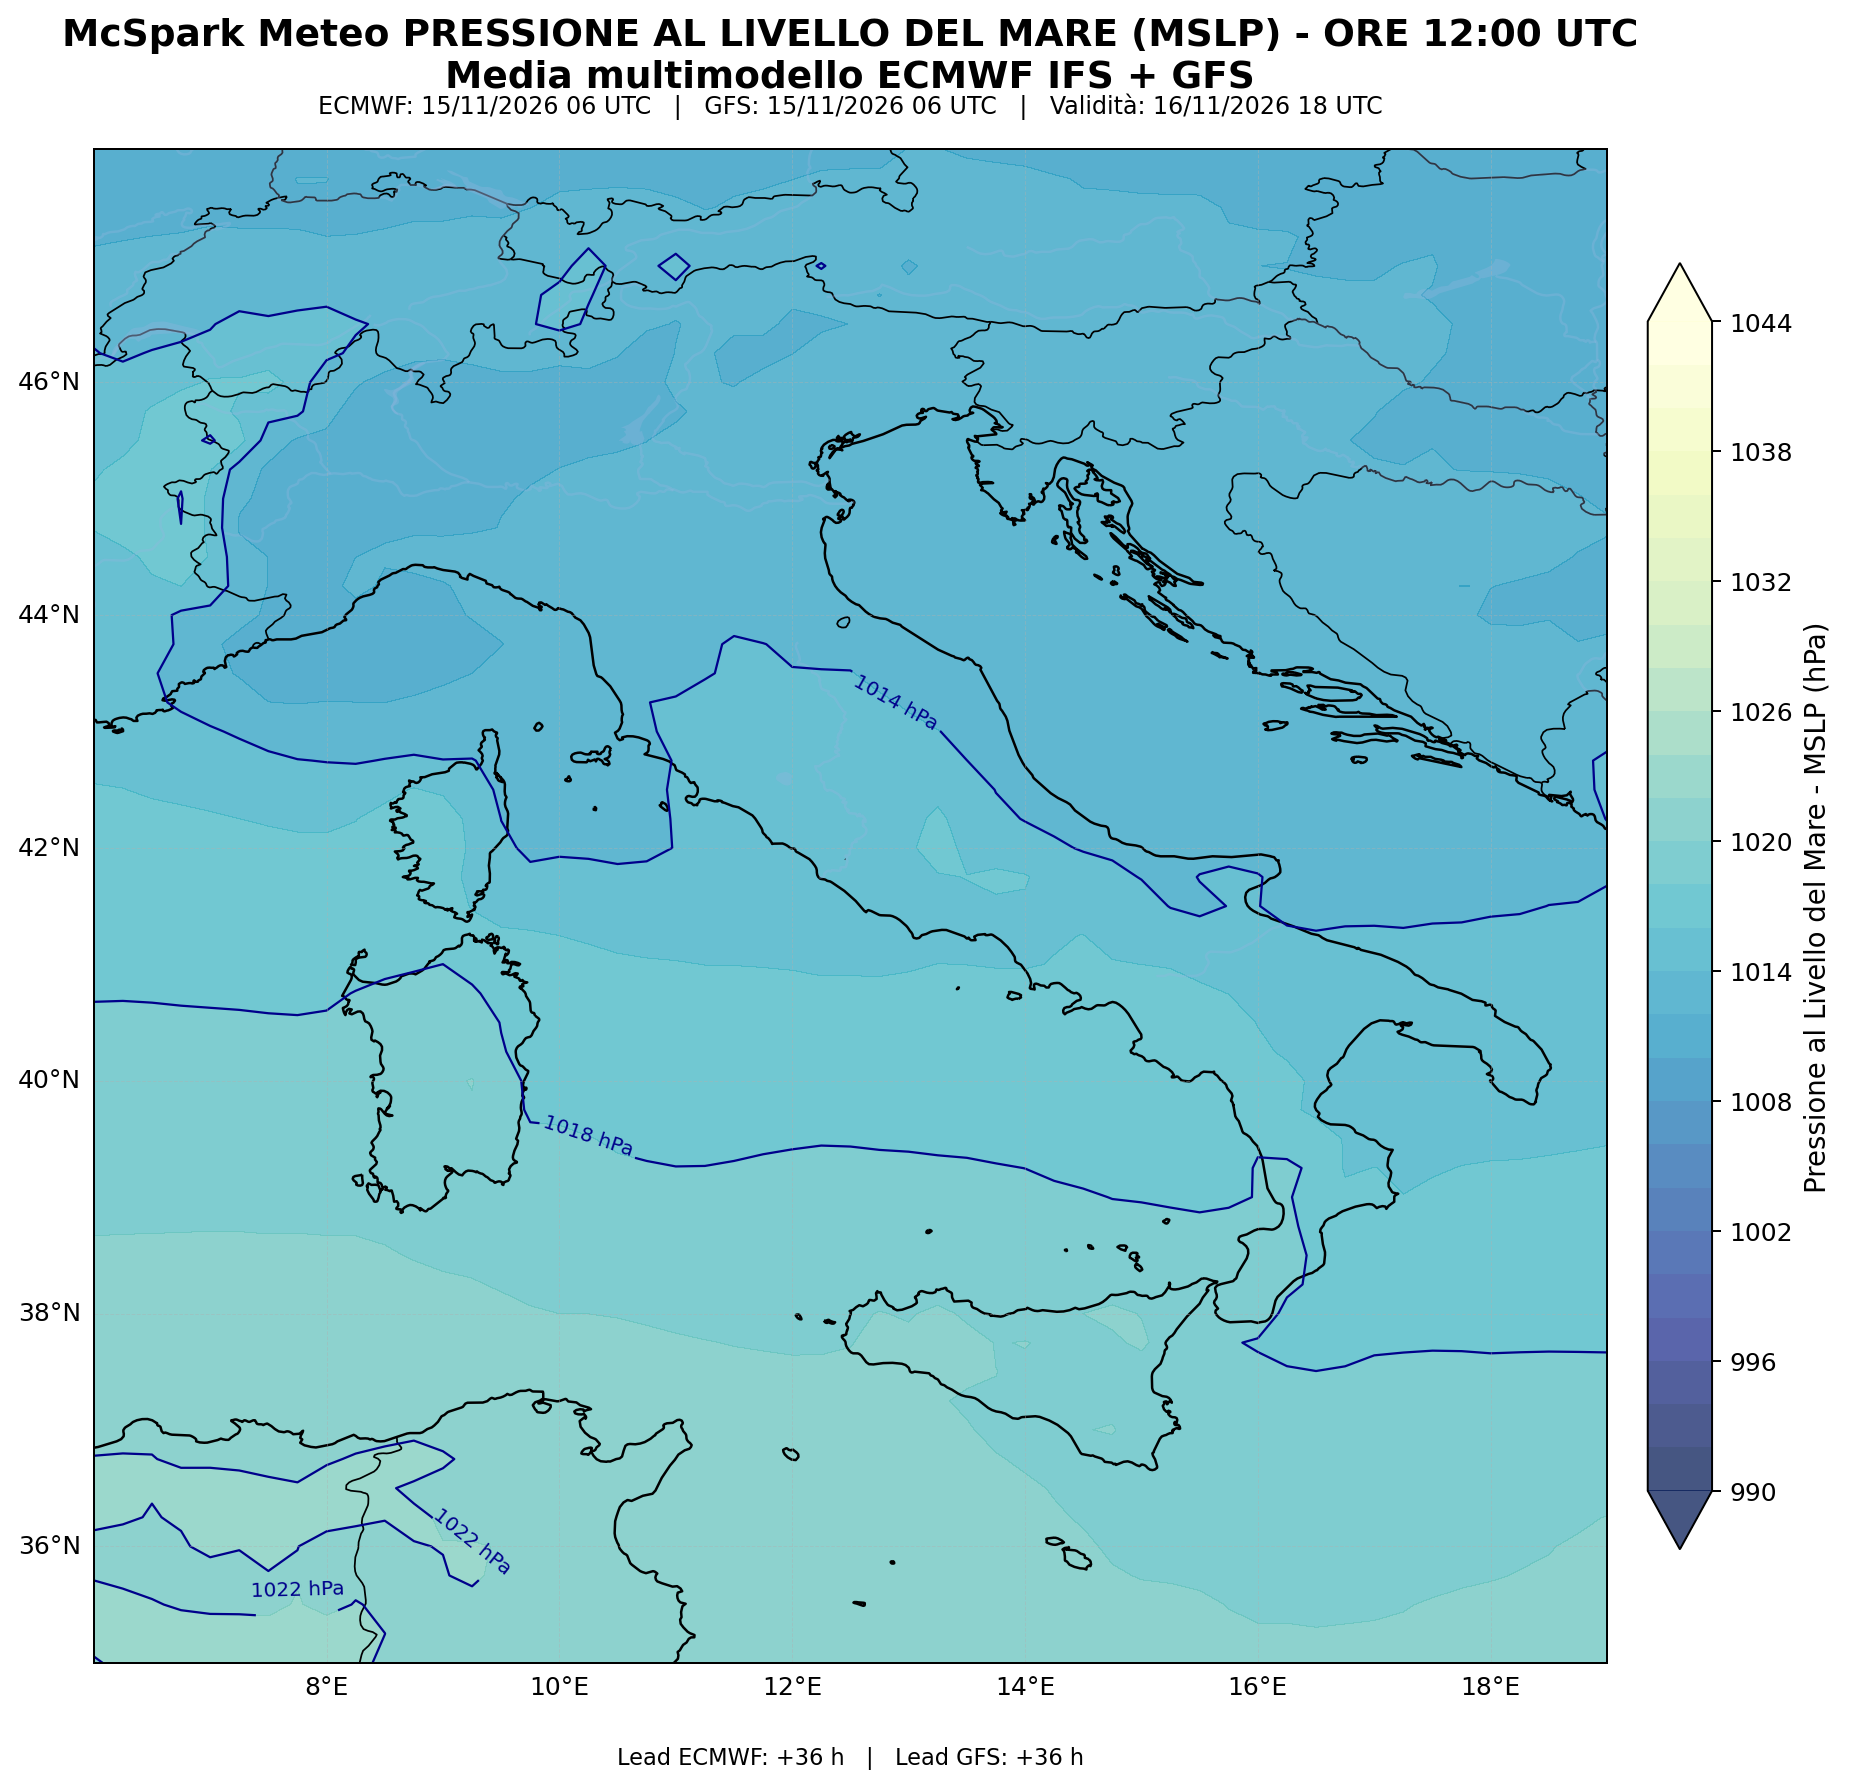 McSpark Meteo PRESSIONE AL LIVELLO DEL MARE (MSLP) - ORE 12:00 UTC
Media multimodello ECMWF IFS + GFS
ECMWF: 15/11/2026 06 UTC | GFS: 15/11/2026 06 UTC | Validità: 16/11/2026 18 UTC
46°N
44°N
42°N
40°N
38°N
36°N
1014 hPa
1018 hPa
1022 hPa
1022 hPa
8°E
10°E
12°E
14°E
16°E
18°E
1044
1038
1032
1026
1020
1014
1008
1002
996
990
Pressione al Livello del Mare - MSLP (hPa)
Lead ECMWF: +36 h | Lead GFS: +36 h